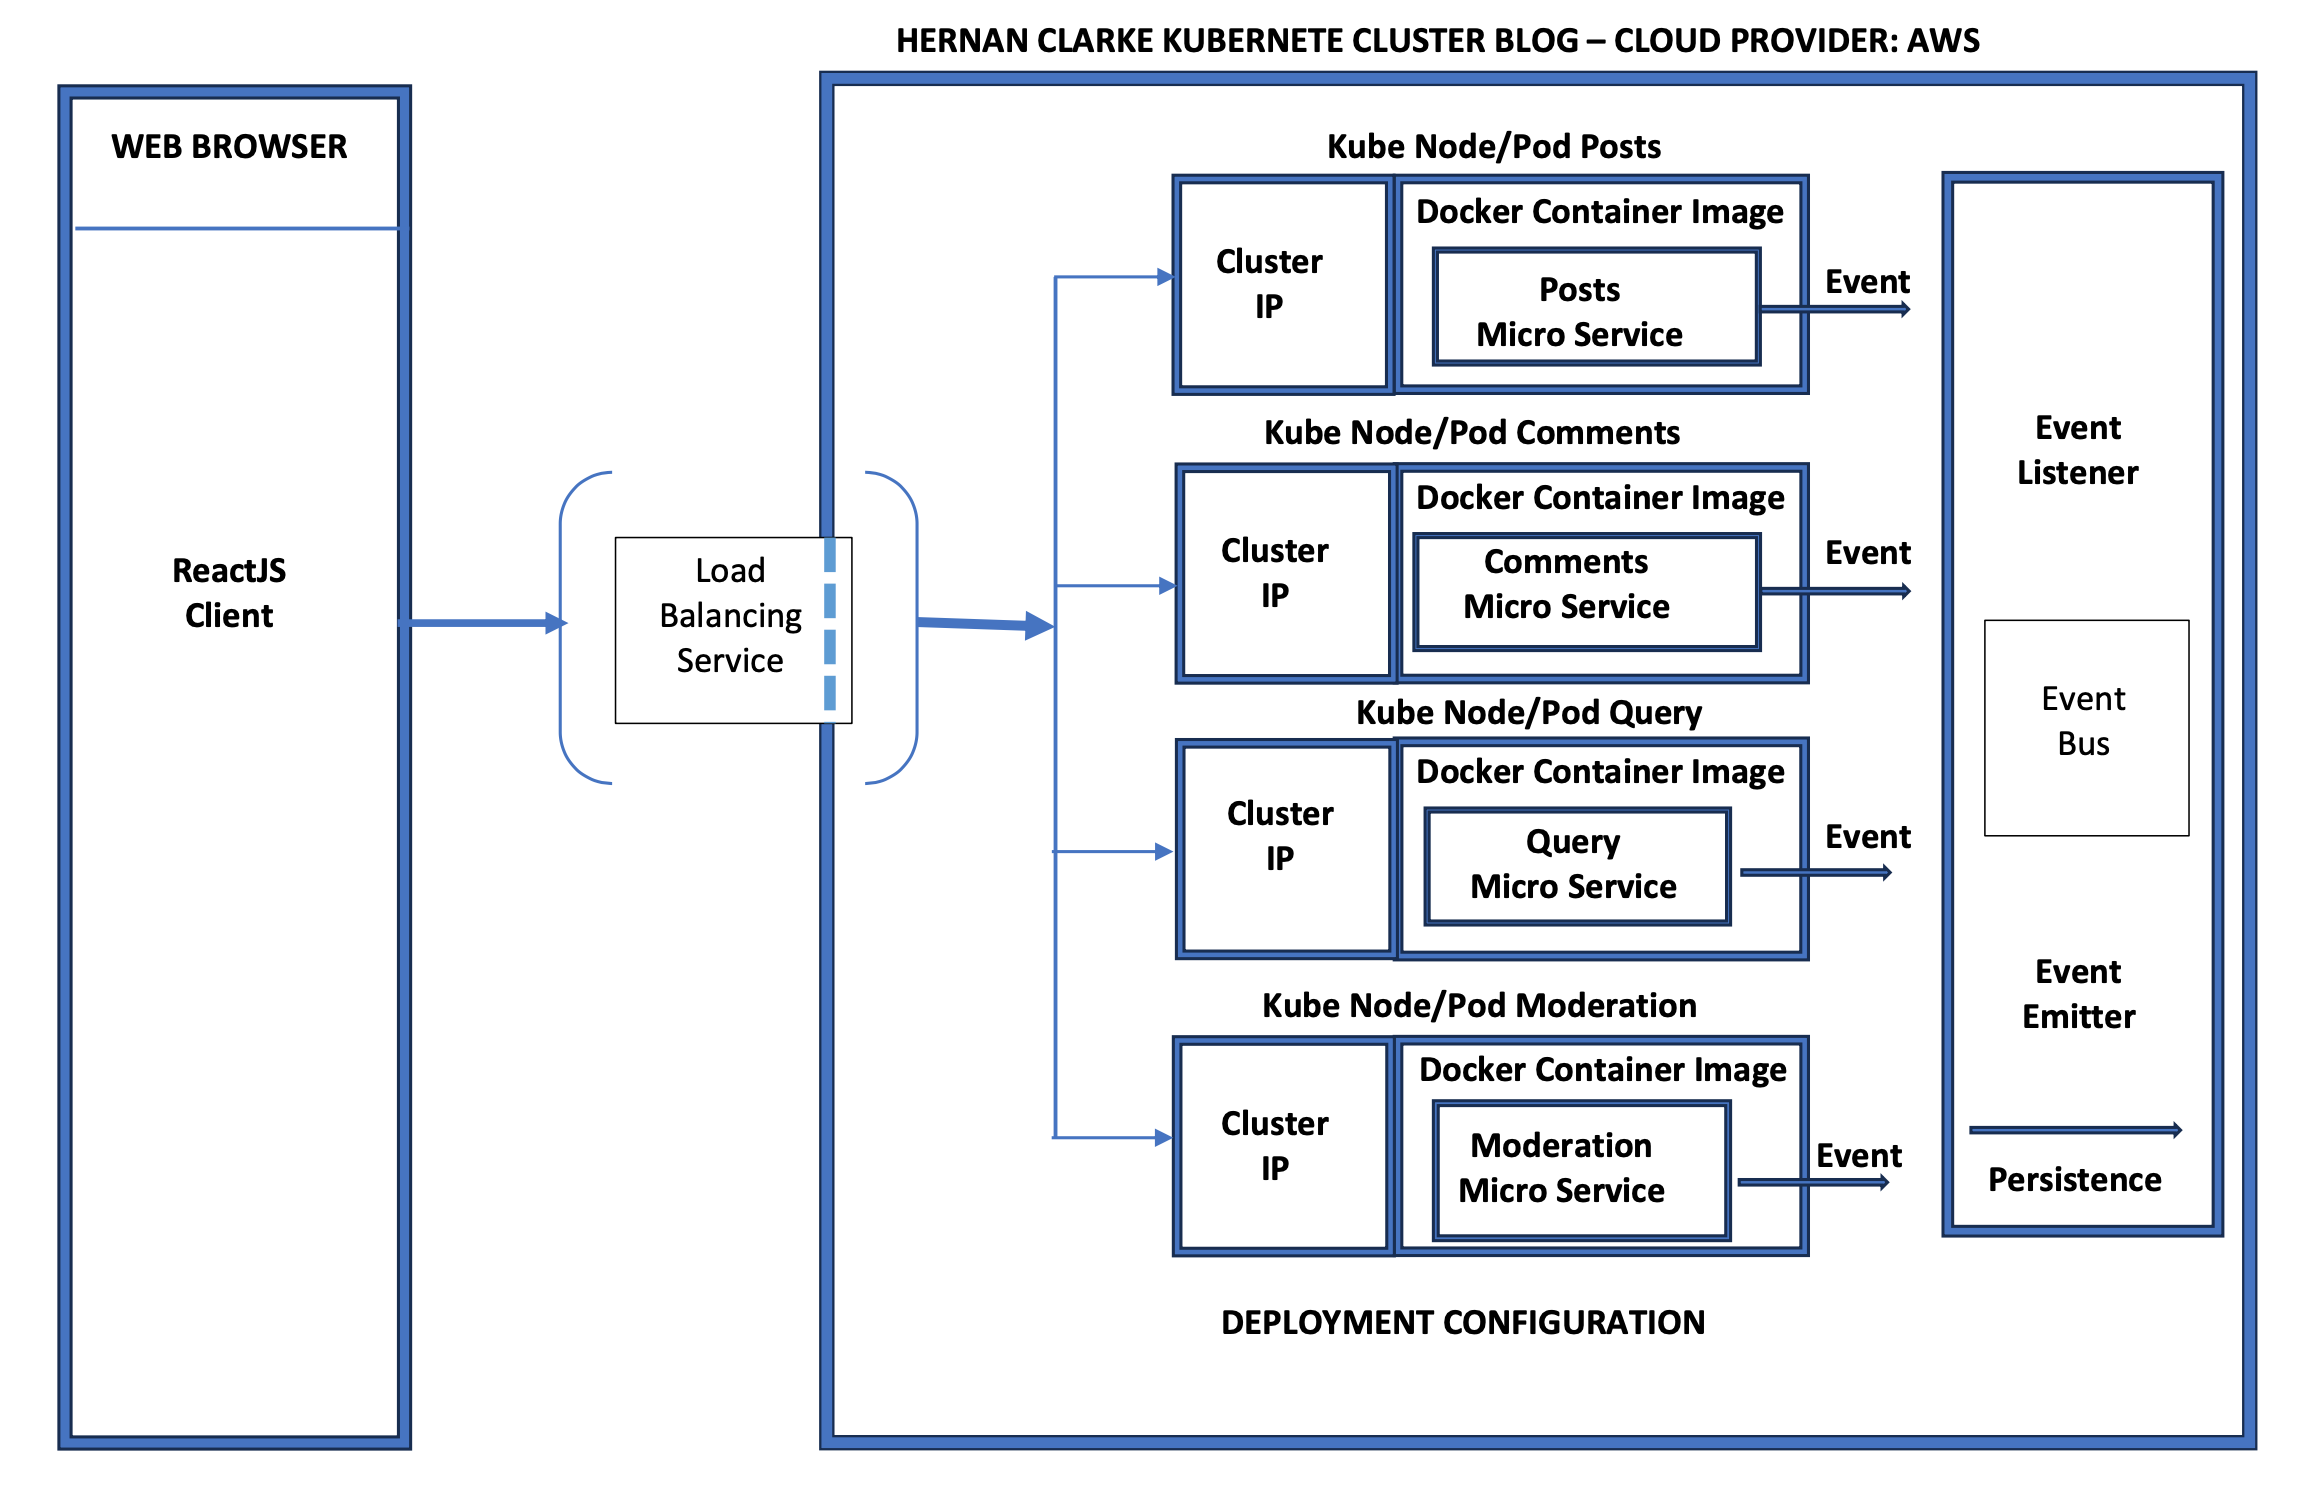 HERNAN CLARKE KUBERNETE CLUSTER BLOG – CLOUD PROVIDER: AWS
WEB BROWSER
ReactJS
Client
Load
Balancing
Service
Kube Node/Pod Posts
Cluster
IP
Docker Container Image
Posts
Micro Service
Event
Kube Node/Pod Comments
Cluster
IP
Docker Container Image
Comments
Micro Service
Event
Kube Node/Pod Query
Cluster
IP
Docker Container Image
Query
Micro Service
Event
Kube Node/Pod Moderation
Cluster
IP
Docker Container Image
Moderation
Micro Service
Event
Event
Listener
Event
Bus
Event
Emitter
Persistence
DEPLOYMENT CONFIGURATION